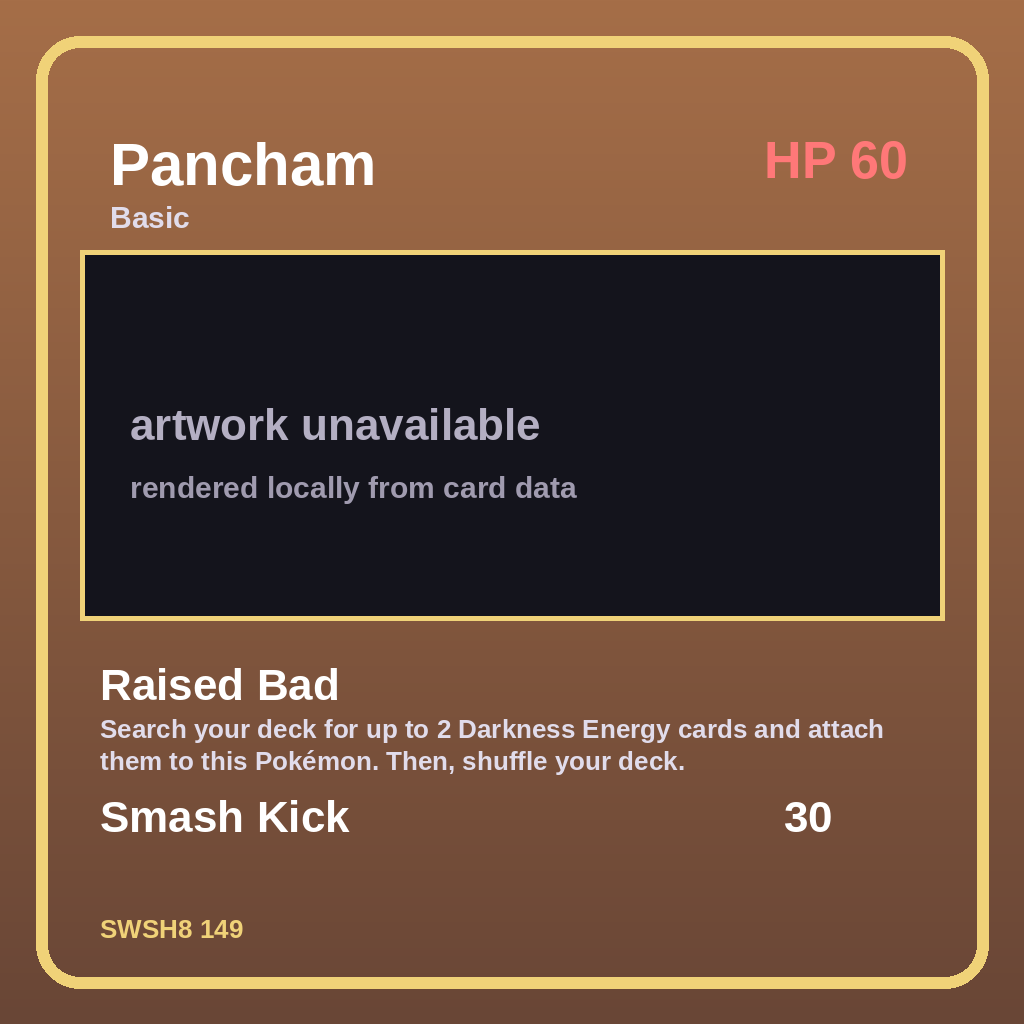 Pancham
HP 60
Basic
artwork unavailable
rendered locally from card data
Raised Bad
Search your deck for up to 2 Darkness Energy cards and attach
them to this Pokémon. Then, shuffle your deck.
Smash Kick 30
SWSH8 149